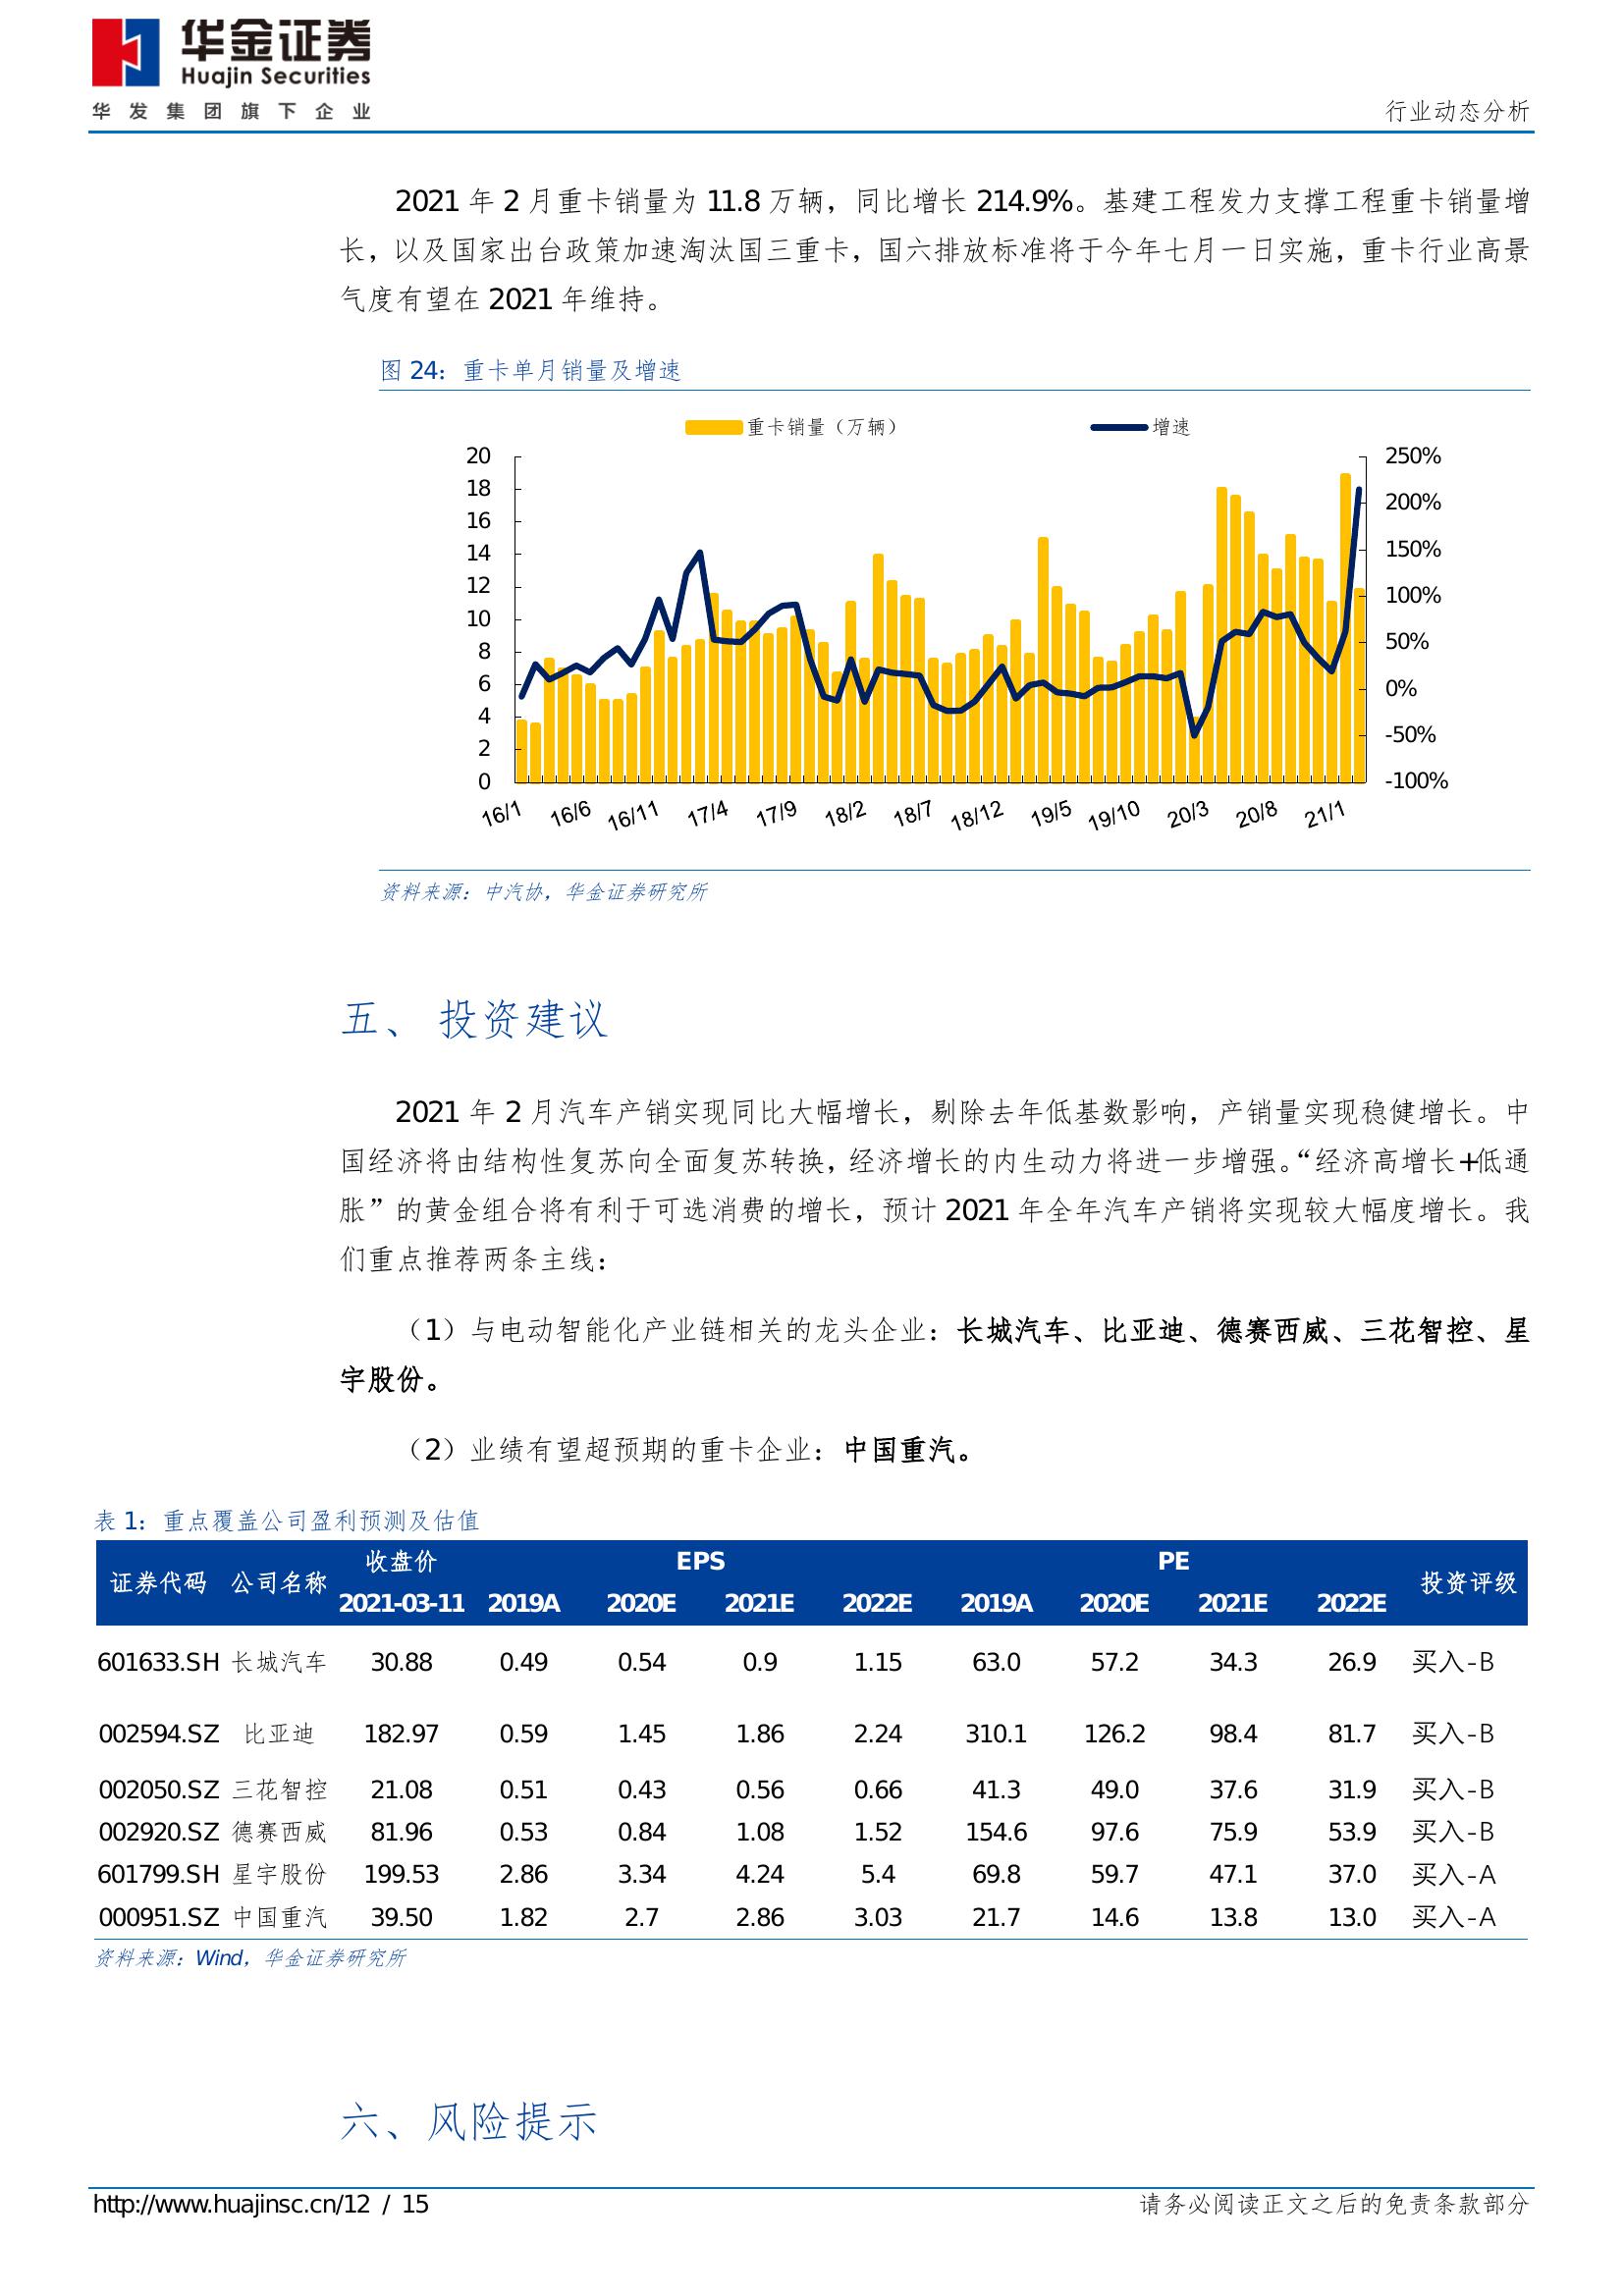 华金证券
Huajin Securities
华发集团旗下企业
行业动态分析
2021 年 2 月重卡销量为 11.8 万辆，同比增长 214.9%。基建工程发力支撑工程重卡销量增
长，以及国家出台政策加速淘汰国三重卡，国六排放标准将于今年七月一日实施，重卡行业高景
气度有望在 2021 年维持。
图 24：重卡单月销量及增速
重卡销量（万辆） 增速
20 250%
18 200%
16 150%
14 100%
12 50%
10 0%
8 -50%
6 -100%
4
2
0
16/1 16/6 16/11 17/4 17/9 18/2 18/7 18/12 19/5 19/10 20/3 20/8 21/1
资料来源：中汽协，华金证券研究所
五、 投资建议
2021 年 2 月汽车产销实现同比大幅增长，剔除去年低基数影响，产销量实现稳健增长。中
国经济将由结构性复苏向全面复苏转换，经济增长的内生动力将进一步增强。“经济高增长+低通
胀”的黄金组合将有利于可选消费的增长，预计 2021 年全年汽车产销将实现较大幅度增长。我
们重点推荐两条主线：
（1）与电动智能化产业链相关的龙头企业：长城汽车、比亚迪、德赛西威、三花智控、星
宇股份。
（2）业绩有望超预期的重卡企业：中国重汽。
表 1：重点覆盖公司盈利预测及估值
证券代码 公司名称 收盘价 EPS PE 投资评级
2021-03-11 2019A 2020E 2021E 2022E 2019A 2020E 2021E 2022E
601633.SH 长城汽车 30.88 0.49 0.54 0.9 1.15 63.0 57.2 34.3 26.9 买入-B
002594.SZ 比亚迪 182.97 0.59 1.45 1.86 2.24 310.1 126.2 98.4 81.7 买入-B
002050.SZ 三花智控 21.08 0.51 0.43 0.56 0.66 41.3 49.0 37.6 31.9 买入-B
002920.SZ 德赛西威 81.96 0.53 0.84 1.08 1.52 154.6 97.6 75.9 53.9 买入-B
601799.SH 星宇股份 199.53 2.86 3.34 4.24 5.4 69.8 59.7 47.1 37.0 买入-A
000951.SZ 中国重汽 39.50 1.82 2.7 2.86 3.03 21.7 14.6 13.8 13.0 买入-A
资料来源：Wind，华金证券研究所
六、风险提示
http://www.huajinsc.cn/12 / 15
请务必阅读正文之后的免责条款部分